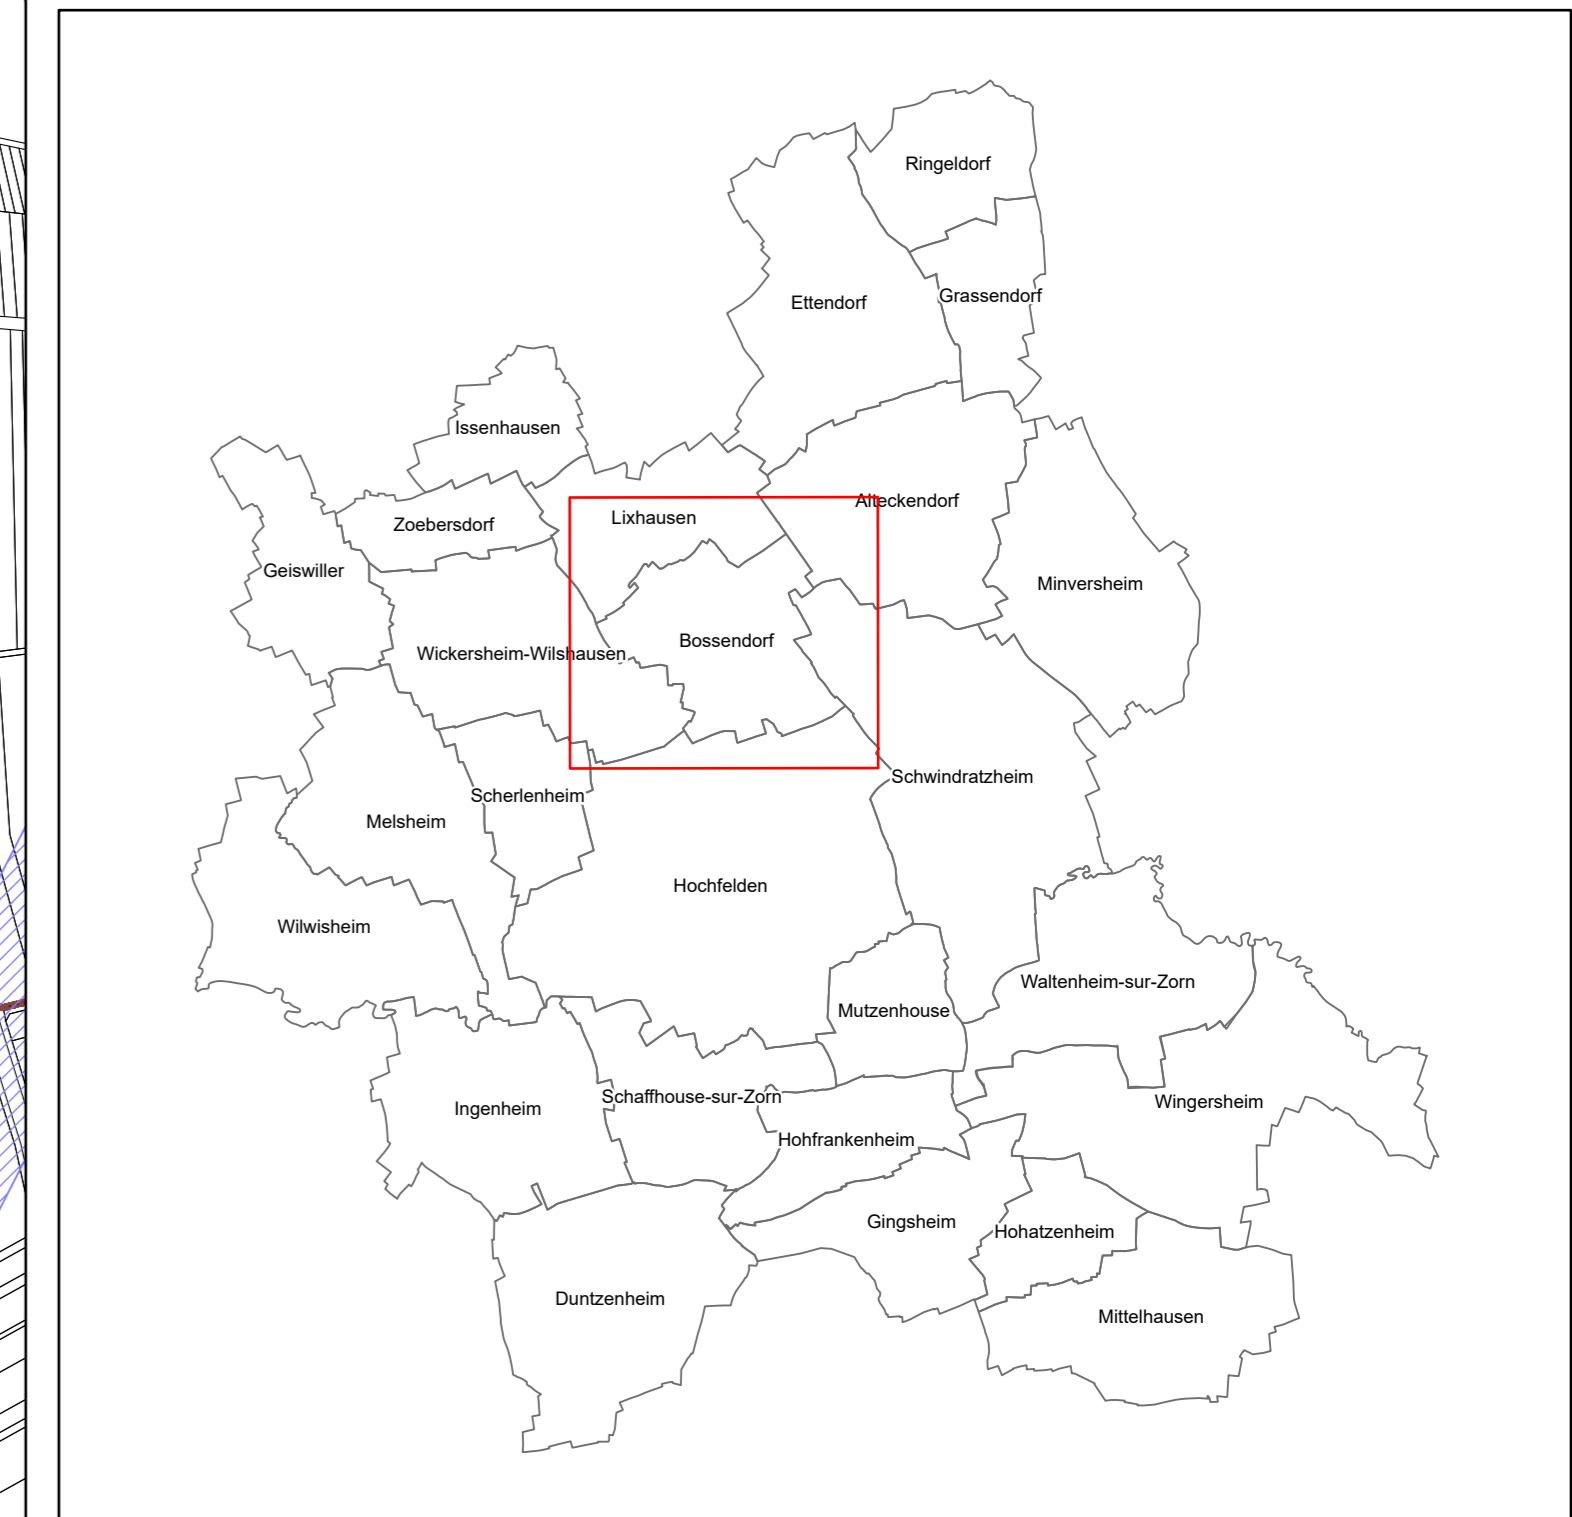 Ringeldorf
Grassendorf
Ettendorf
Issenhausen
Alteckendorf
Lixhausen
Zoebersdorf
Geiswiller
Minversheim
Bossendorf
Wickersheim-Wilshausen
Schwindratzheim
Scherlenheim
Melsheim
Hochfelden
Wilwisheim
Waltenheim-sur-Zorn
Mutzenhouse
Schaffhouse-sur-Zorn
Wingersheim
Ingenheim
Hohfrankenheim
Gingsheim
Hohatzenheim
Duntzenheim
Mittelhausen